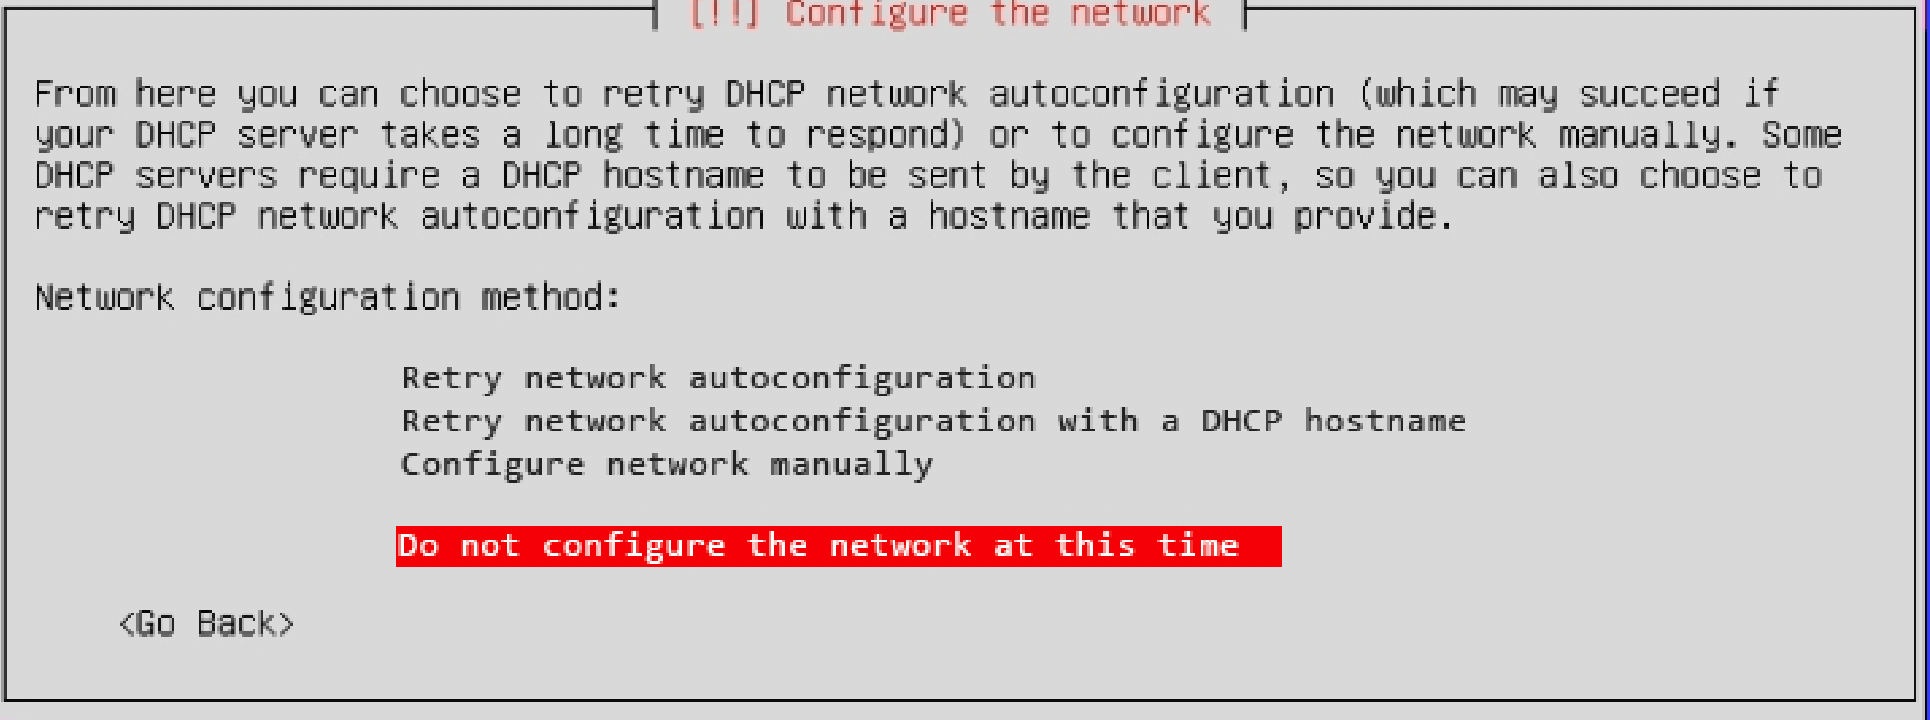 [!!] Configure the network
From here you can choose to retry DHCP network autoconfiguration (which may succeed if
your DHCP server takes a long time to respond) or to configure the network manually. Some
DHCP servers require a DHCP hostname to be sent by the client, so you can also choose to
retry DHCP network autoconfiguration with a hostname that you provide.
Network configuration method:
Retry network autoconfiguration
Retry network autoconfiguration with a DHCP hostname
Configure network manually
Do not configure the network at this time
<Go Back>